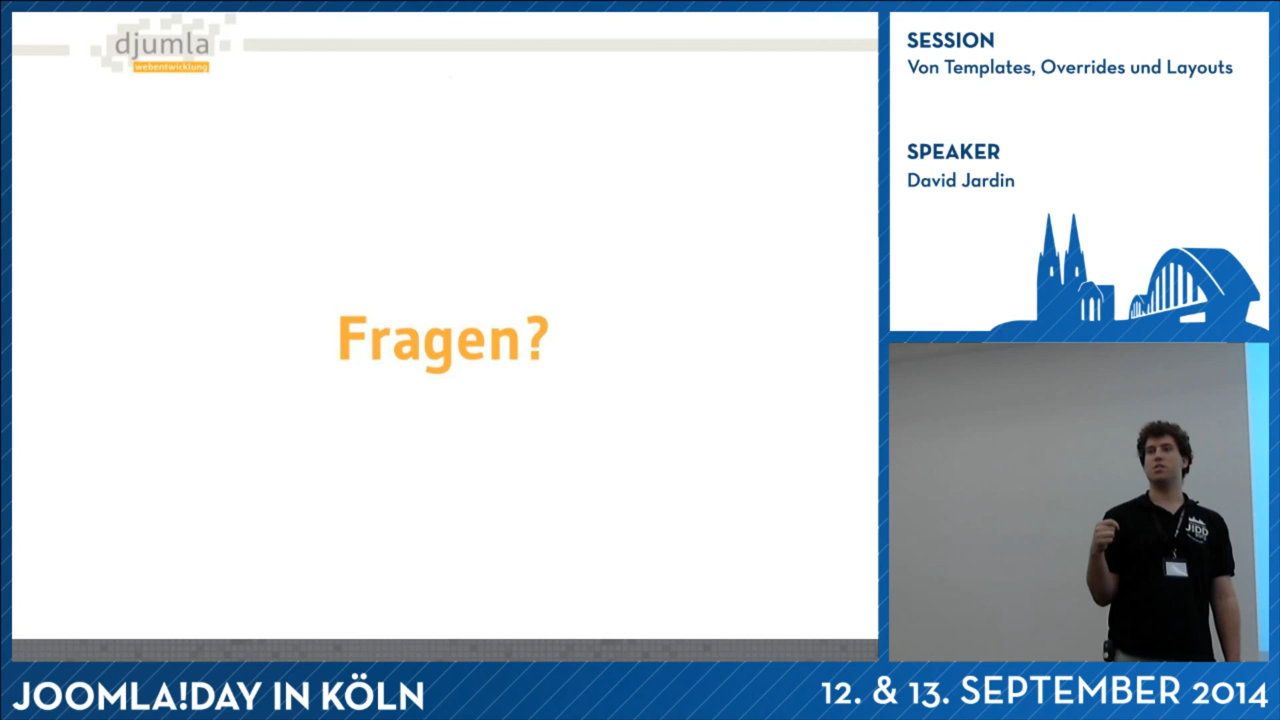 djumla
webentwicklung
Fragen?
SESSION
Von Templates, Overrides und Layouts
SPEAKER
David Jardin
JDD
JOOMLA!DAY IN KÖLN
12. & 13. SEPTEMBER 2014